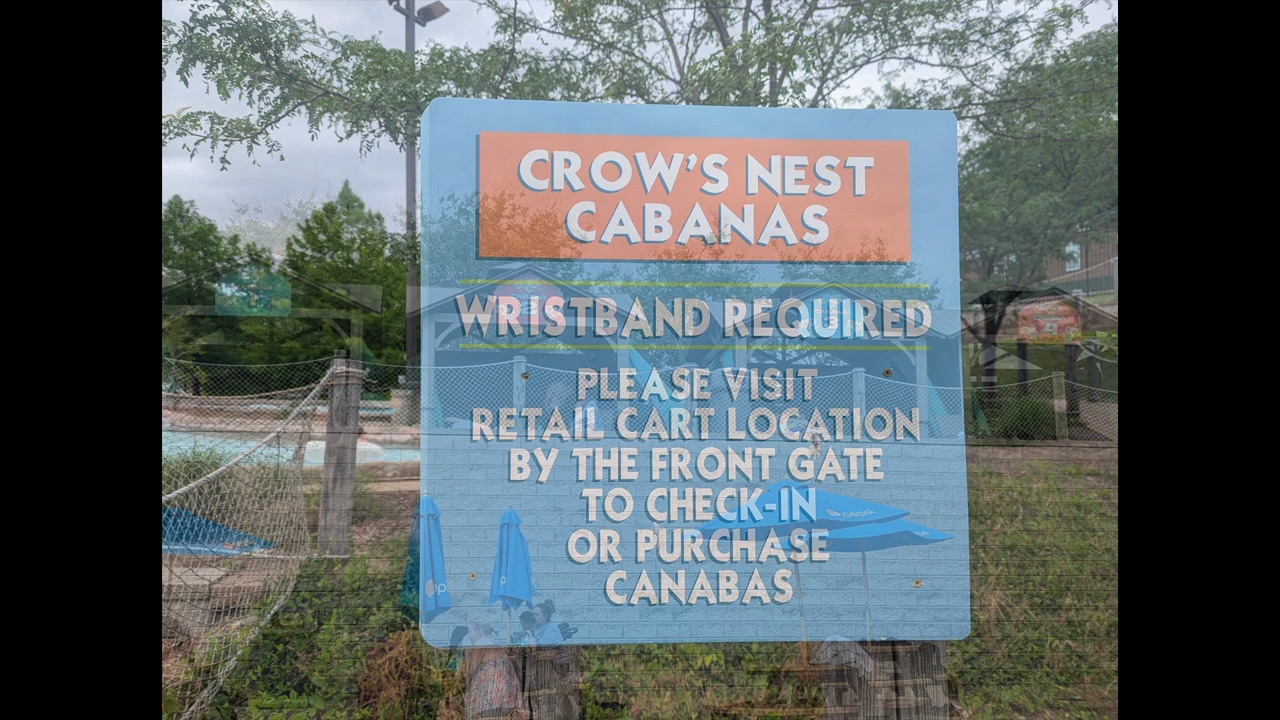 CROW'S NEST
CABANAS
WRISTBAND REQUIRED
PLEASE VISIT
RETAIL CART LOCATION
BY THE FRONT GATE
TO CHECK-IN
OR PURCHASE
CANABAS
pepsi